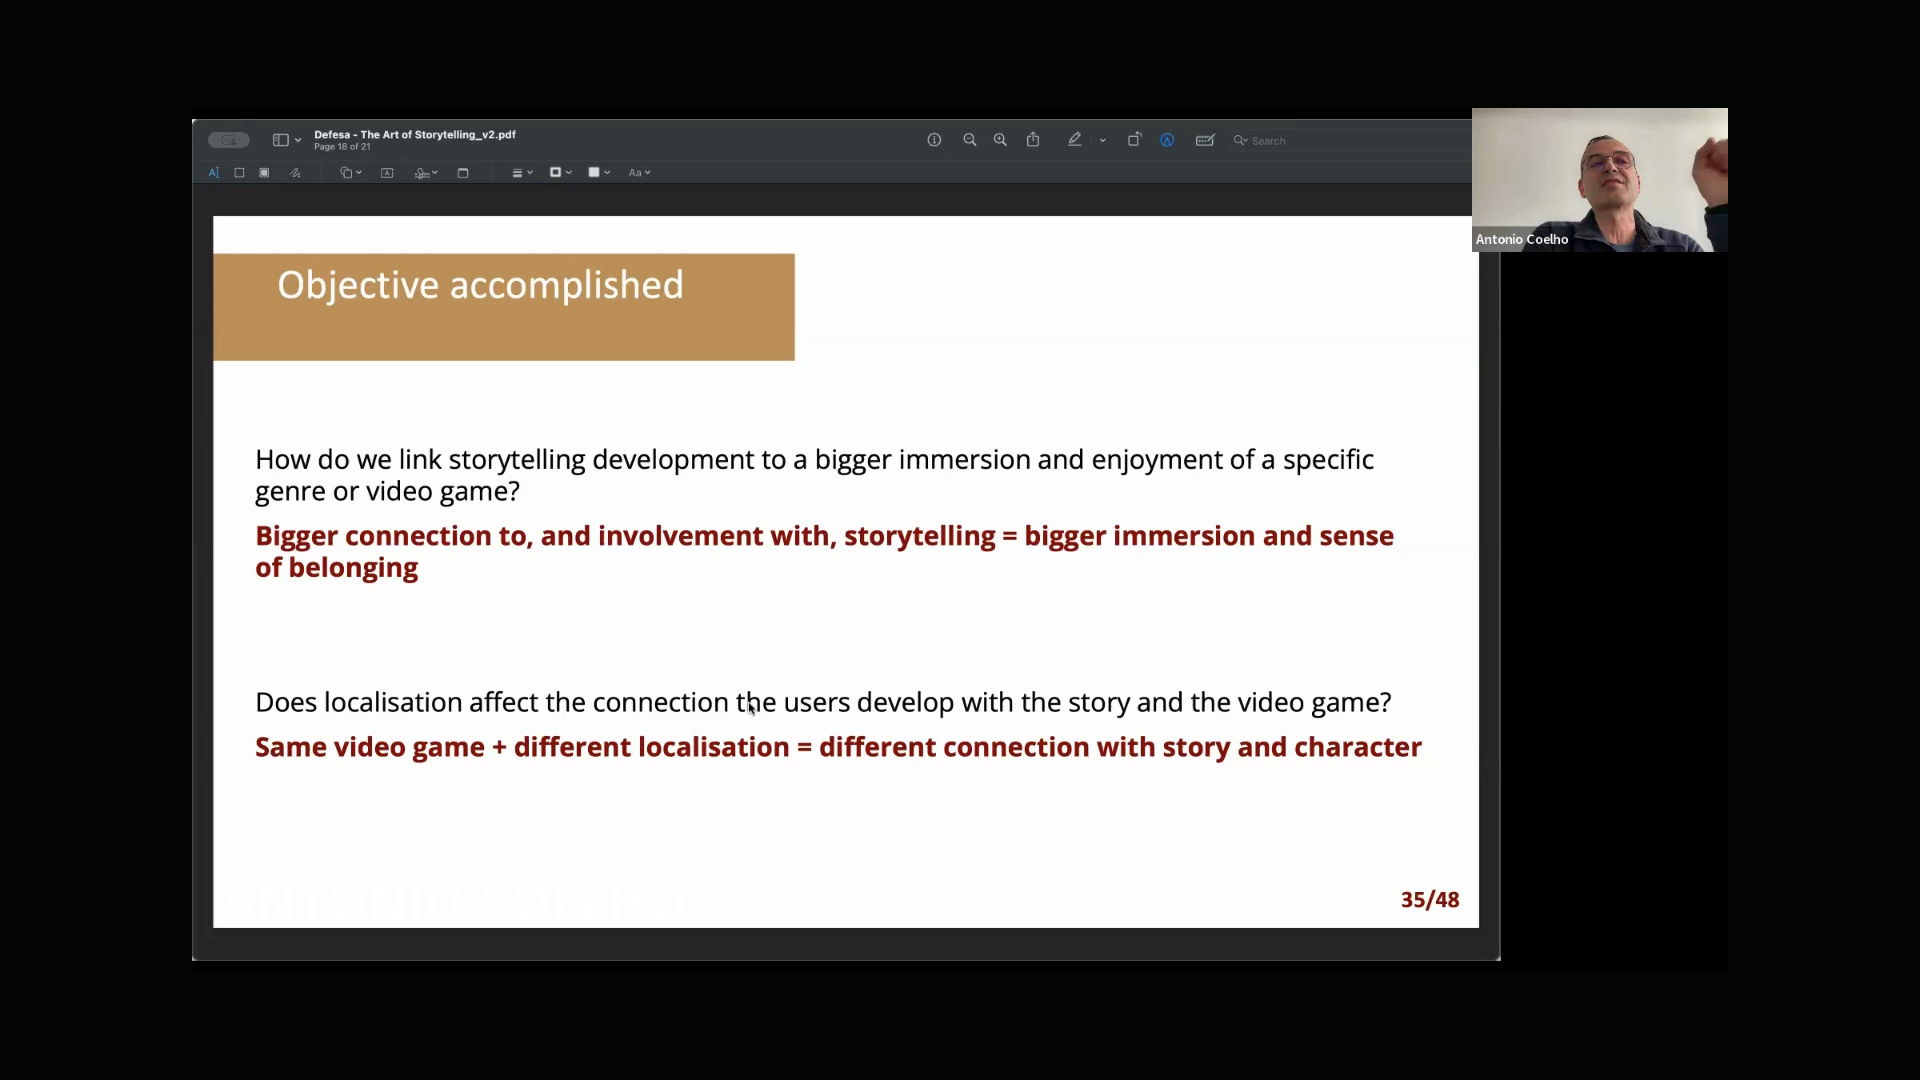 Defesa - The Art of Storytelling_v2.pdf
Page 18 of 21
Search
Aa
Antonio Coelho
Objective accomplished
How do we link storytelling development to a bigger immersion and enjoyment of a specific
genre or video game?
Bigger connection to, and involvement with, storytelling = bigger immersion and sense
of belonging
Does localisation affect the connection the users develop with the story and the video game?
Same video game + different localisation = different connection with story and character
ANTÓNIO COELHO
35/48